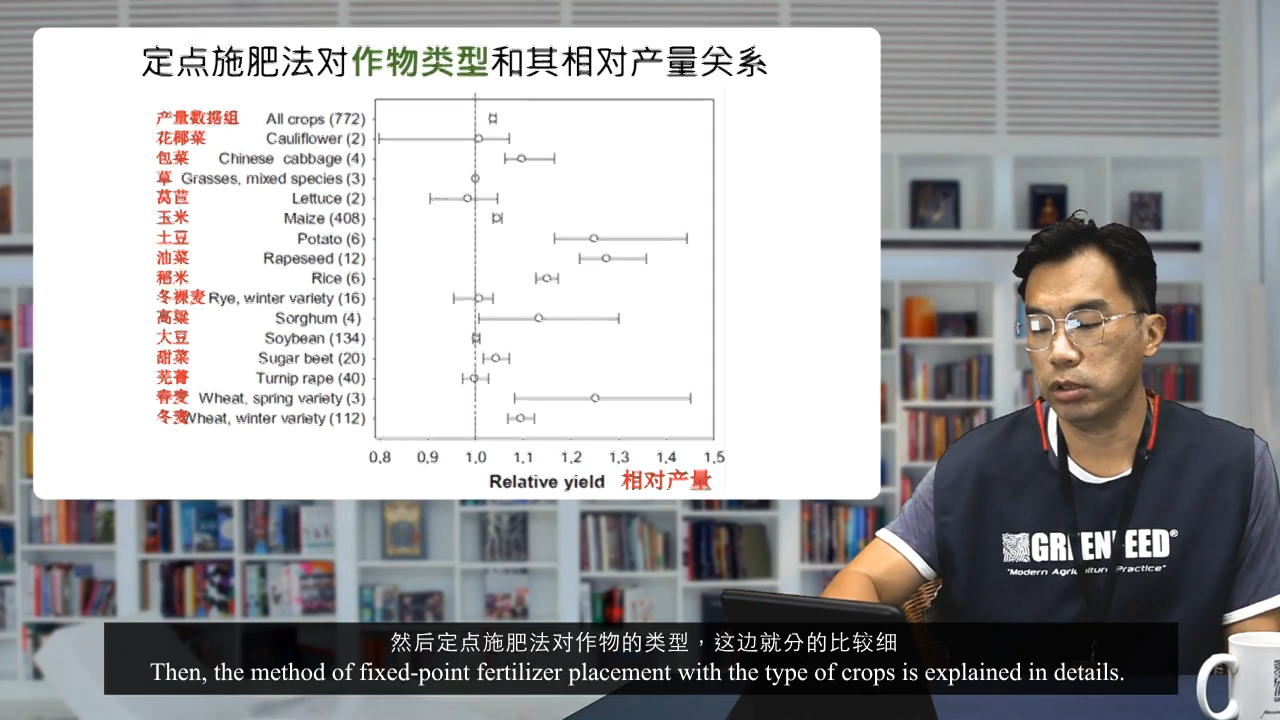 定点施肥法对作物类型和其相对产量关系
产量数据组 All crops (772)
花椰菜 Cauliflower (2)
包菜 Chinese cabbage (4)
草 Grasses, mixed species (3)
莴苣 Lettuce (2)
玉米 Maize (408)
土豆 Potato (6)
油菜 Rapeseed (12)
稻米 Rice (6)
冬裸麦 Rye, winter variety (16)
高粱 Sorghum (4)
大豆 Soybean (134)
甜菜 Sugar beet (20)
芜菁 Turnip rape (40)
春麦 Wheat, spring variety (3)
冬麦 Wheat, winter variety (112)
0,8 0,9 1,0 1,1 1,2 1,3 1,4 1,5
Relative yield 相对产量
"Modern Agriculture Practice"
然后定点施肥法对作物的类型，这边就分的比较细
Then, the method of fixed-point fertilizer placement with the type of crops is explained in details.